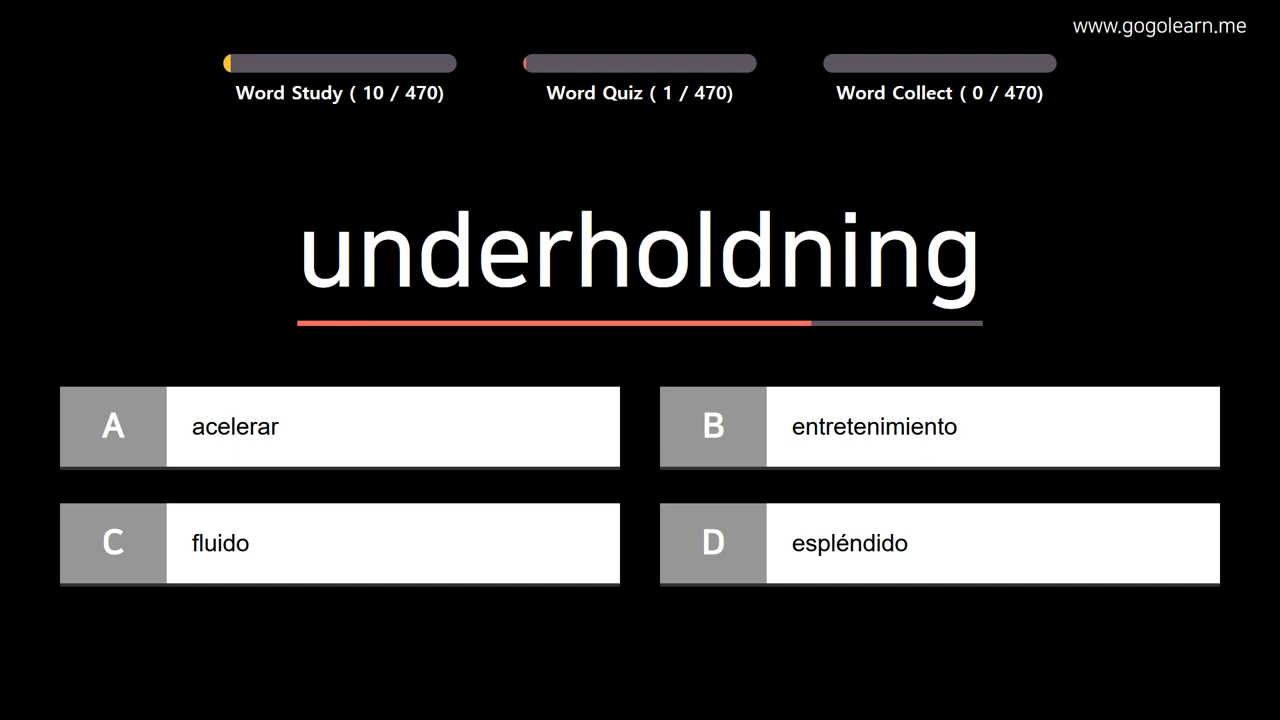 www.gogolearn.me
Word Study ( 10 / 470)
Word Quiz ( 1 / 470)
Word Collect ( 0 / 470)
underholdning
A acelerar
B entretenimiento
C fluido
D espléndido